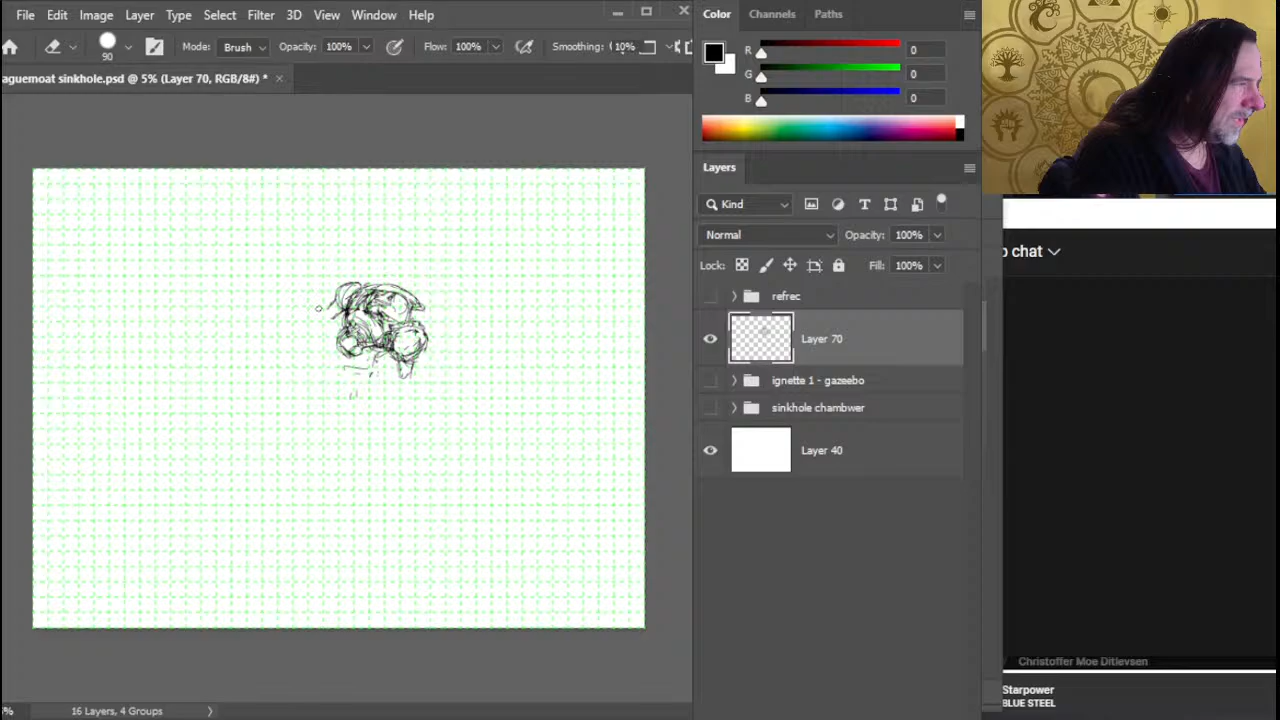 File Edit Image Layer Type Select Filter 3D View Window Help
90 Mode: Brush Opacity: 100% Flow: 100% Smoothing: 10%
aguemoat sinkhole.psd @ 5% (Layer 70, RGB/8#) * ×
Color Channels Paths
R 0
G 0
B 0
Layers
Kind
Normal Opacity: 100%
Lock: Fill: 100%
refrec
Layer 70
ignette 1 - gazeebo
sinkhole chambwer
Layer 40
16 Layers, 4 Groups
p chat
Christoffer Moe Ditlevsen
Starpower
BLUE STEEL